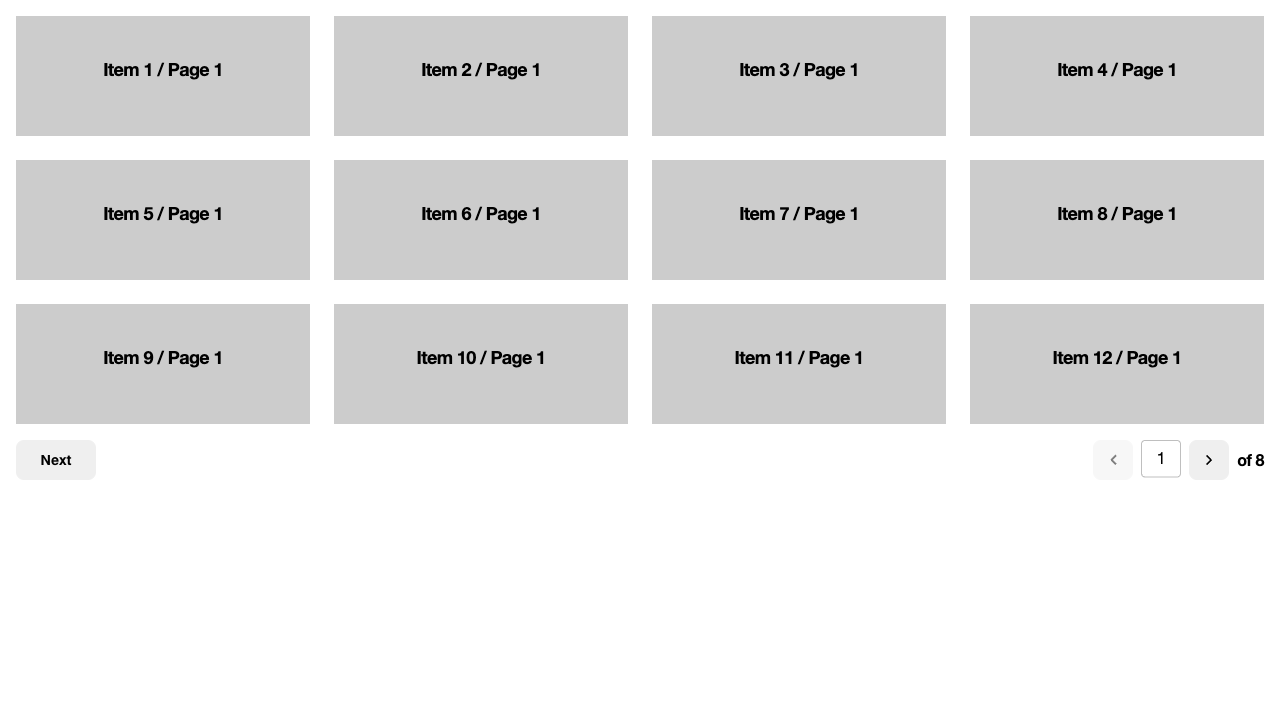 Item 1 / Page 1
Item 2 / Page 1
Item 3 / Page 1
Item 4 / Page 1
Item 5 / Page 1
Item 6 / Page 1
Item 7 / Page 1
Item 8 / Page 1
Item 9 / Page 1
Item 10 / Page 1
Item 11 / Page 1
Item 12 / Page 1
Next
1
of 8